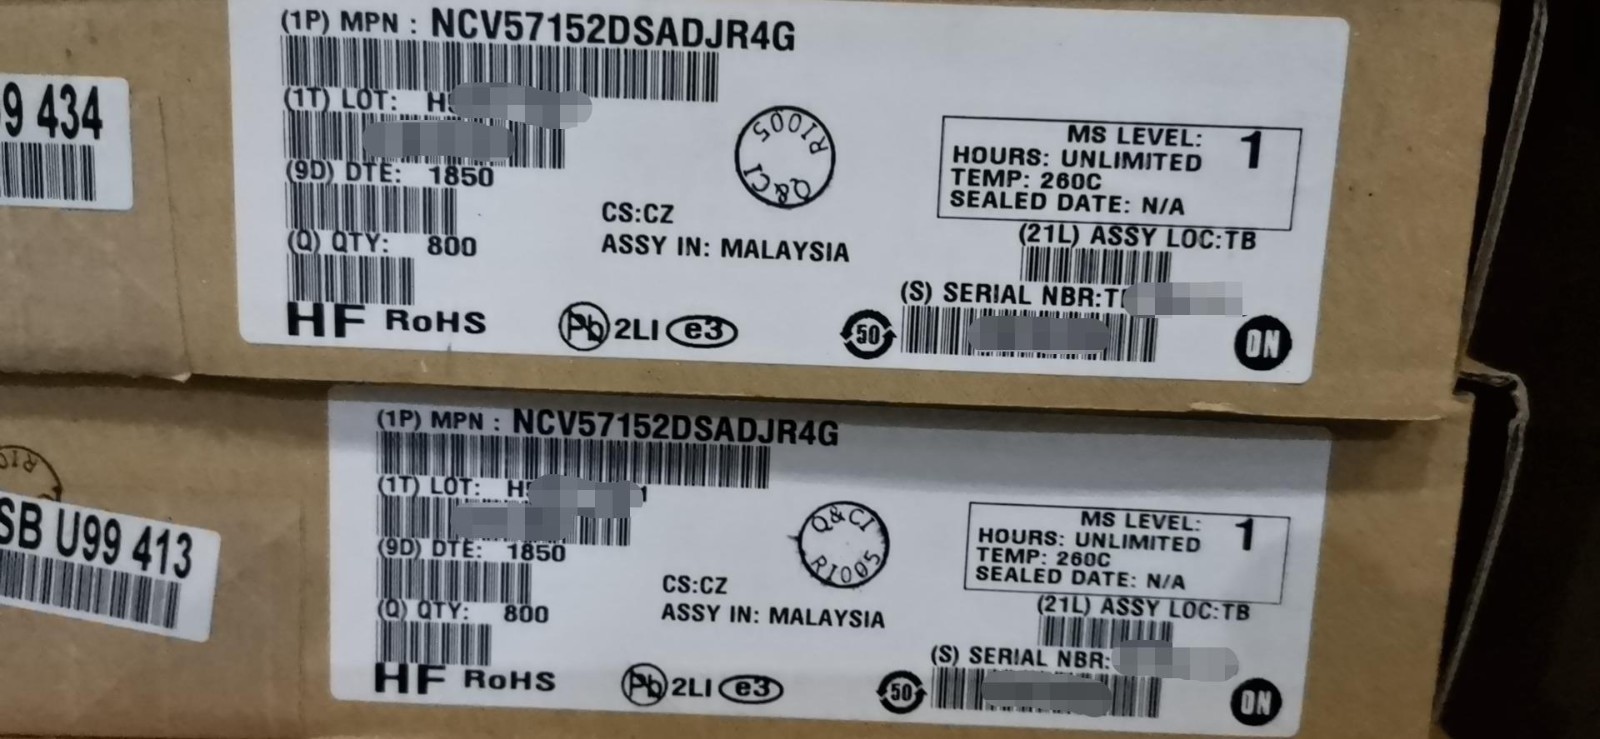 (1P) MPN : NCV57152DSADJR4G
(1T) LOT:
(9D) DTE: 1850
(Q) QTY: 800
HF RoHS
Pb 2LI e3
CS:CZ
ASSY IN: MALAYSIA
Q&CI
RI005
MS LEVEL: 1
HOURS: UNLIMITED
TEMP: 260C
SEALED DATE: N/A
(21L) ASSY LOC:TB
(S) SERIAL NBR:
50
ON
9 434
(1P) MPN : NCV57152DSADJR4G
(1T) LOT:
(9D) DTE: 1850
(Q) QTY: 800
HF RoHS
Pb 2LI e3
CS:CZ
ASSY IN: MALAYSIA
Q&CI
RI005
MS LEVEL: 1
HOURS: UNLIMITED
TEMP: 260C
SEALED DATE: N/A
(21L) ASSY LOC:TB
(S) SERIAL NBR:
50
ON
SB U99 413